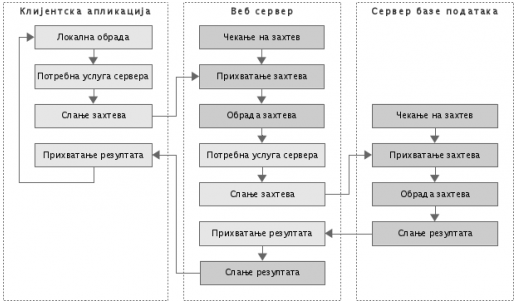 Клијентска апликација
Локална обрада
Потребна услуга сервера
Слање захтева
Прихватање резултата
Веб сервер
Чекање на захтев
Прихватање захтева
Обрада захтева
Потребна услуга сервера
Слање захтева
Прихватање резултата
Слање резултата
Сервер базе података
Чекање на захтев
Прихватање захтева
Обрада захтева
Слање резултата